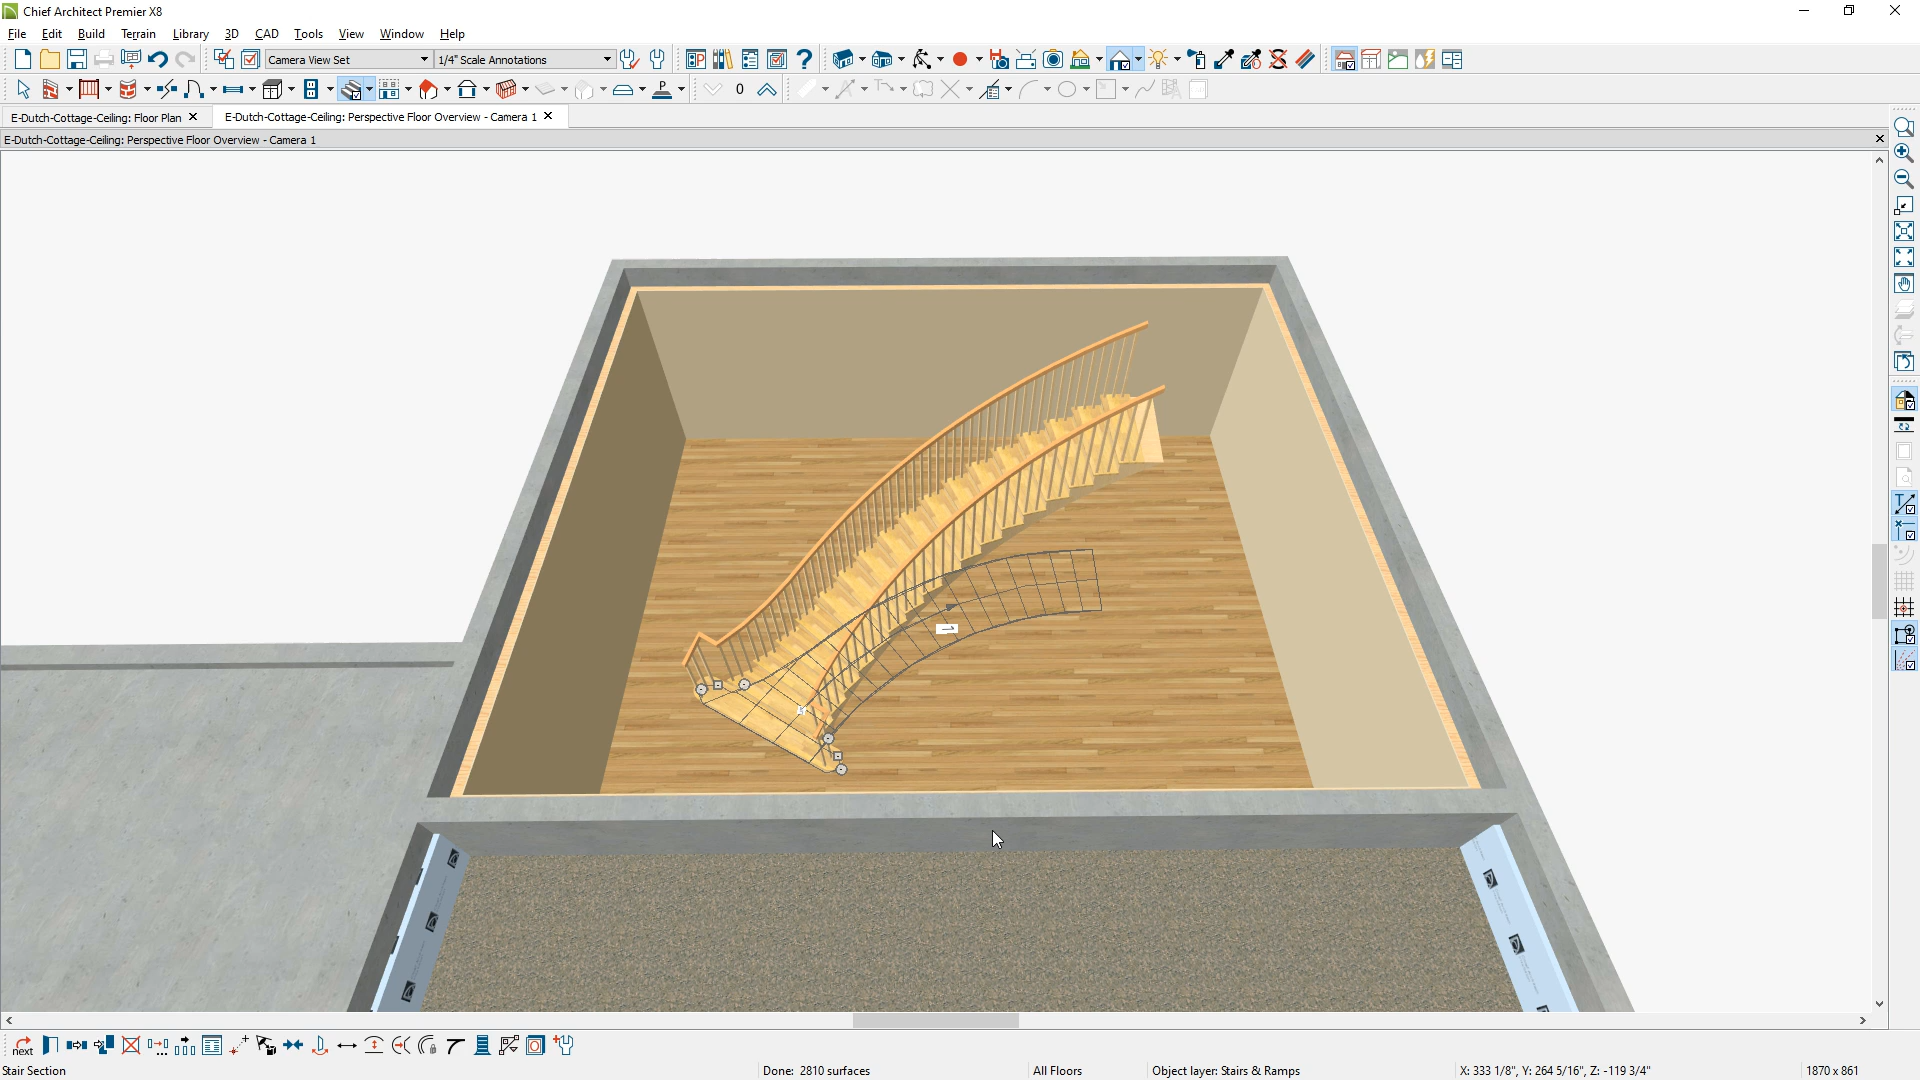 Chief Architect Premier X8
File Edit Build Terrain Library 3D CAD Tools View Window Help
Camera View Set 1/4" Scale Annotations
0
P
E-Dutch-Cottage-Ceiling: Floor Plan E-Dutch-Cottage-Ceiling: Perspective Floor Overview - Camera 1
E-Dutch-Cottage-Ceiling: Perspective Floor Overview - Camera 1
next
Stair Section Done: 2810 surfaces All Floors Object layer: Stairs & Ramps X: 333 1/8", Y: 264 5/16", Z: -119 3/4" 1870 x 861